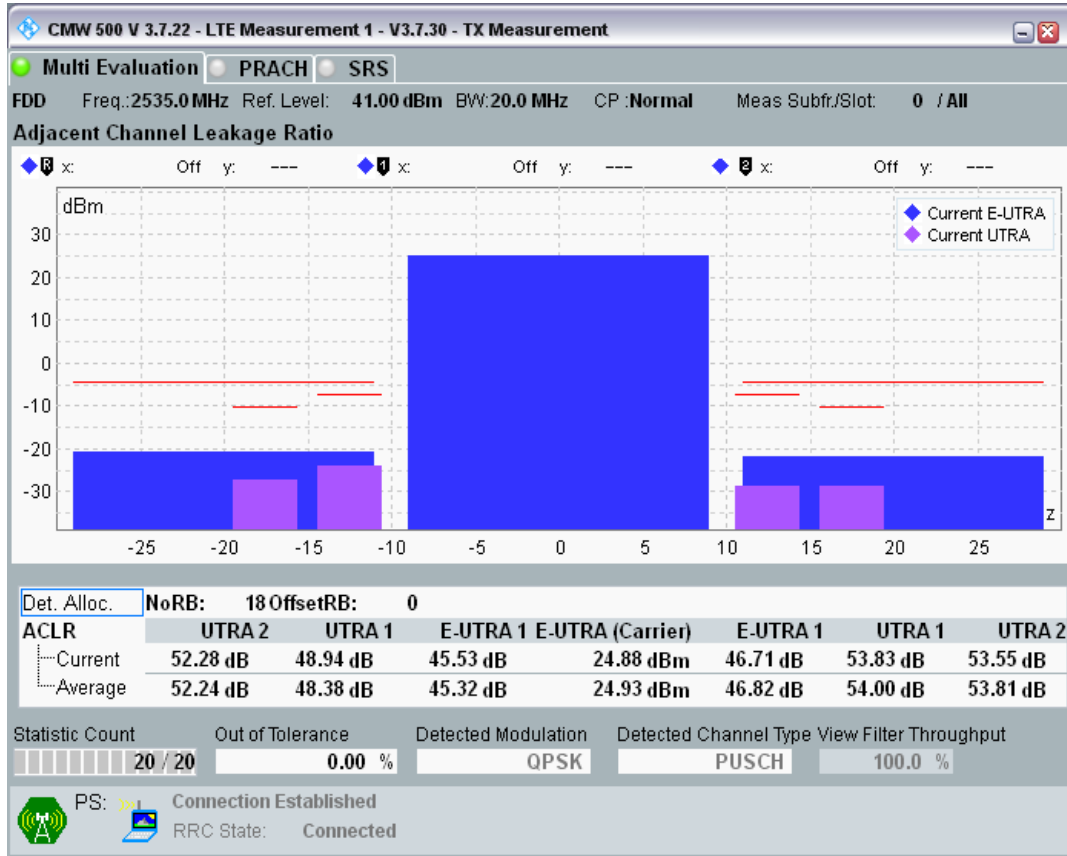 CMW 500 V 3.7.22 - LTE Measurement 1 - V3.7.30 - TX Measurement
Multi Evaluation PRACH SRS
FDD Freq.:2535.0 MHz Ref. Level: 41.00 dBm BW:20.0 MHz CP :Normal Meas Subfr./Slot: 0 / All
Adjacent Channel Leakage Ratio
R x: Off y: --- 1 x: Off y: --- 2 x: Off y: ---
dBm
Current E-UTRA
Current UTRA
30
20
10
0
-10
-20
-30
z
-25 -20 -15 -10 -5 0 5 10 15 20 25
Det. Alloc. NoRB: 18 OffsetRB: 0
ACLR UTRA 2 UTRA 1 E-UTRA 1 E-UTRA (Carrier) E-UTRA 1 UTRA 1 UTRA 2
Current 52.28 dB 48.94 dB 45.53 dB 24.88 dBm 46.71 dB 53.83 dB 53.55 dB
Average 52.24 dB 48.38 dB 45.32 dB 24.93 dBm 46.82 dB 54.00 dB 53.81 dB
Statistic Count Out of Tolerance Detected Modulation Detected Channel Type View Filter Throughput
20 / 20 0.00 % QPSK PUSCH 100.0 %
PS: Connection Established
RRC State: Connected